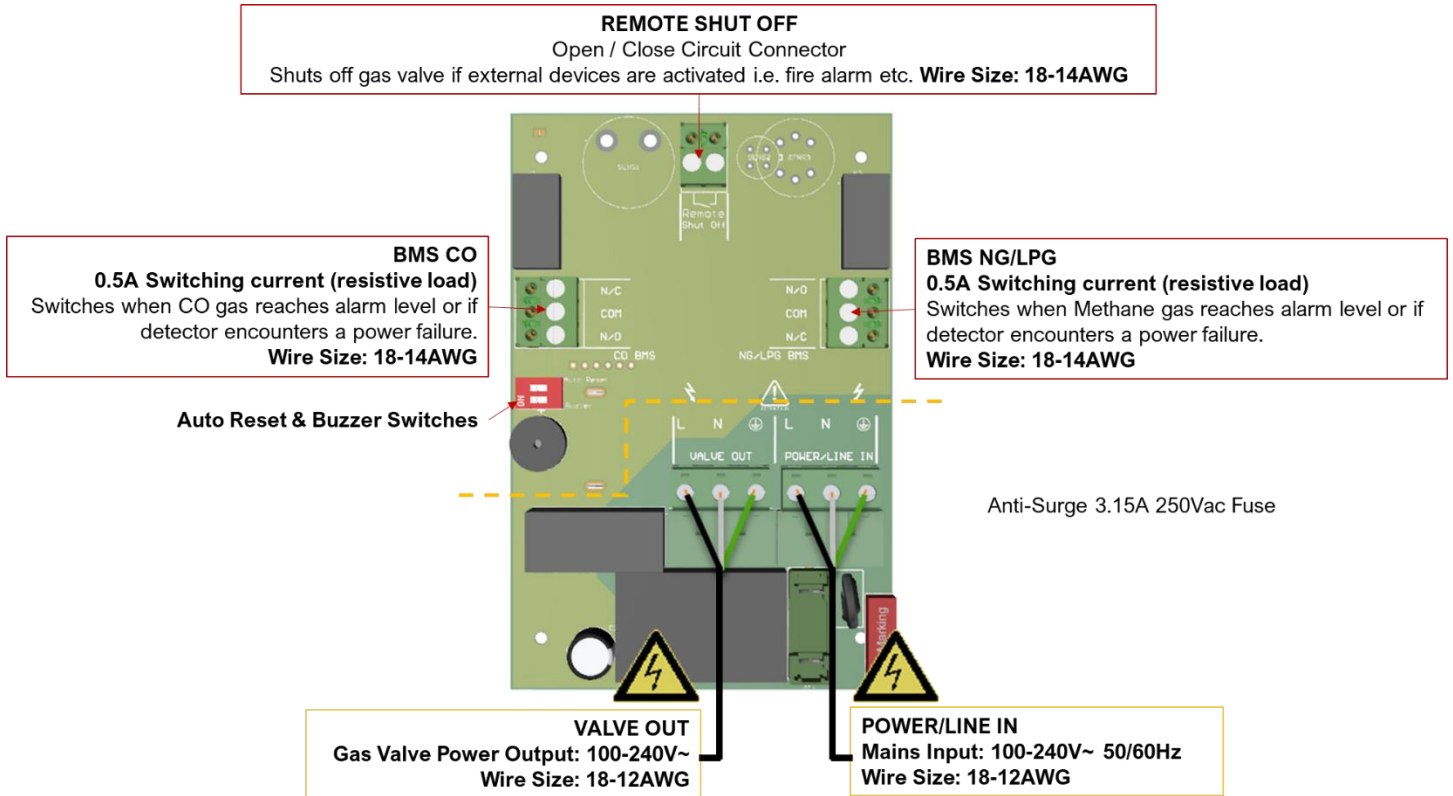 REMOTE SHUT OFF
Open / Close Circuit Connector
Shuts off gas valve if external devices are activated i.e. fire alarm etc. Wire Size: 18-14AWG
SENS1
Remote
Shut Off
BMS CO
0.5A Switching current (resistive load)
Switches when CO gas reaches alarm level or if
detector encounters a power failure.
Wire Size: 18-14AWG
N/C
COM
N/O
CO BMS
N/O
COM
N/C
NG/LPG BMS
BMS NG/LPG
0.5A Switching current (resistive load)
Switches when Methane gas reaches alarm level or if
detector encounters a power failure.
Wire Size: 18-14AWG
Auto Reset
Buzzer
ON
Auto Reset & Buzzer Switches
L N L N
VALVE OUT POWER/LINE IN
Anti-Surge 3.15A 250Vac Fuse
Marking
VALVE OUT
Gas Valve Power Output: 100-240V~
Wire Size: 18-12AWG
POWER/LINE IN
Mains Input: 100-240V~ 50/60Hz
Wire Size: 18-12AWG